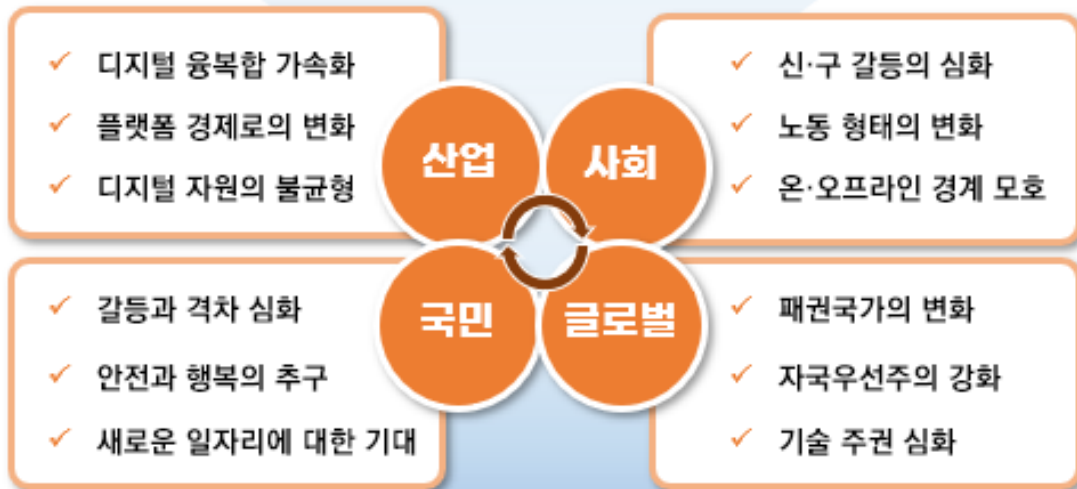 디지털 융복합 가속화
플랫폼 경제로의 변화
디지털 자원의 불균형
산업
사회
신·구 갈등의 심화
노동 형태의 변화
온·오프라인 경계 모호
갈등과 격차 심화
안전과 행복의 추구
새로운 일자리에 대한 기대
국민
글로벌
패권국가의 변화
자국우선주의 강화
기술 주권 심화